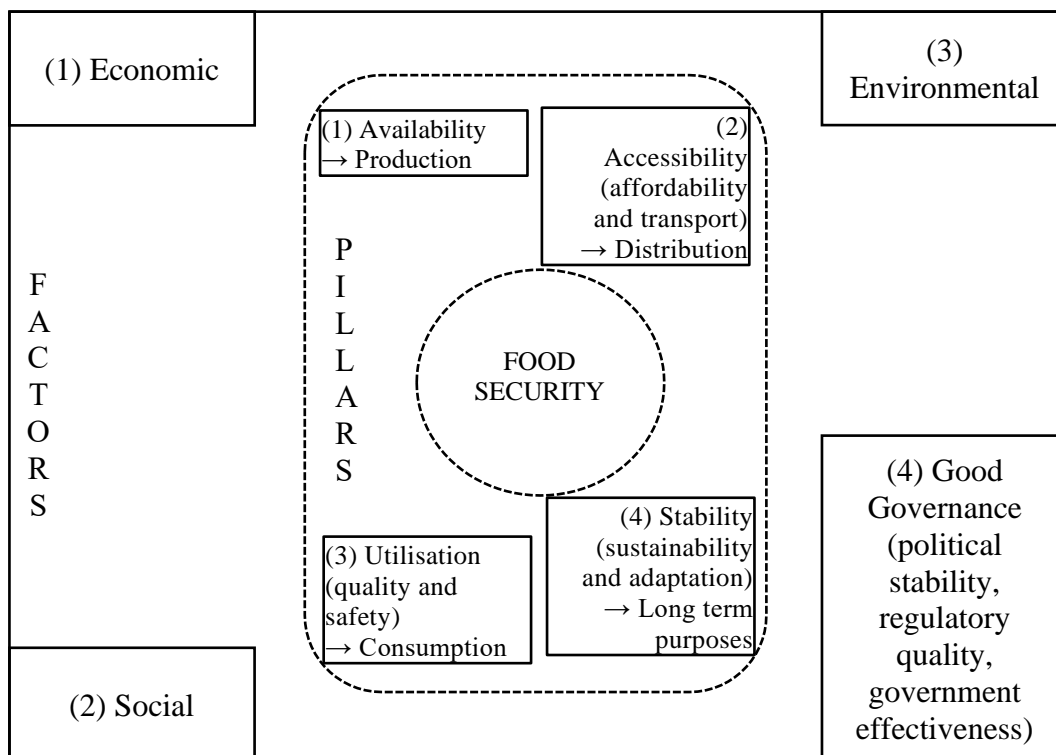 (1) Economic
(3)
Environmental
(1) Availability
→ Production
(2)
Accessibility
(affordability
and transport)
→ Distribution
F
A
C
T
O
R
S
P
I
L
L
A
R
S
FOOD
SECURITY
(3) Utilisation
(quality and
safety)
→ Consumption
(4) Stability
(sustainability
and adaptation)
→ Long term
purposes
(2) Social
(4) Good
Governance
(political
stability,
regulatory
quality,
government
effectiveness)